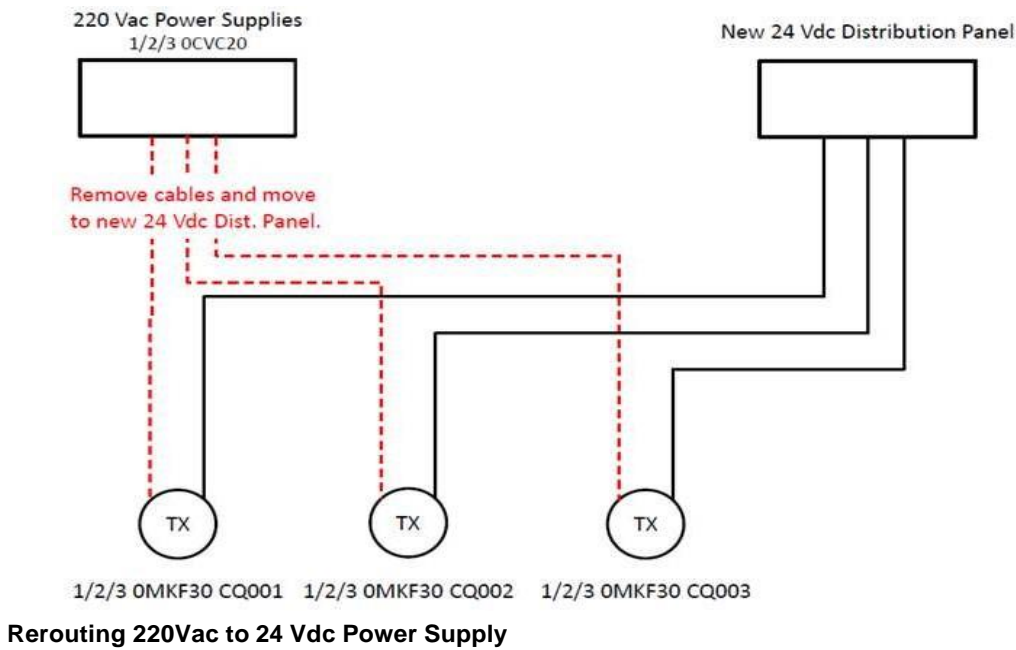 220 Vac Power Supplies
1/2/3 0CVC20
New 24 Vdc Distribution Panel
Remove cables and move
to new 24 Vdc Dist. Panel.
TX
TX
TX
1/2/3 0MKF30 CQ001
1/2/3 0MKF30 CQ002
1/2/3 0MKF30 CQ003
Rerouting 220Vac to 24 Vdc Power Supply